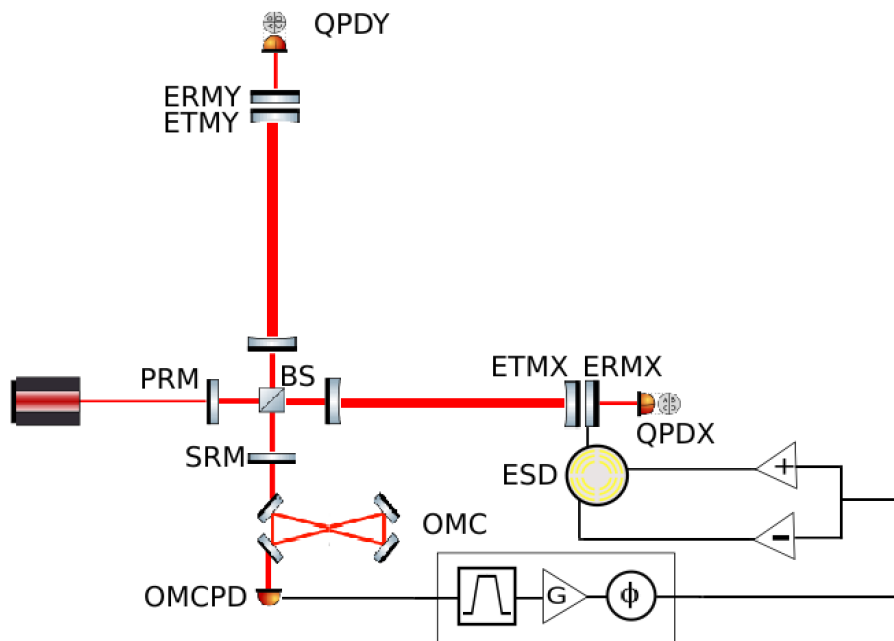 QPDY
ERMY
ETMY
PRM
BS
ETMX ERMX
QPDX
SRM
ESD
+
OMC
-
OMCPD
G
ϕ